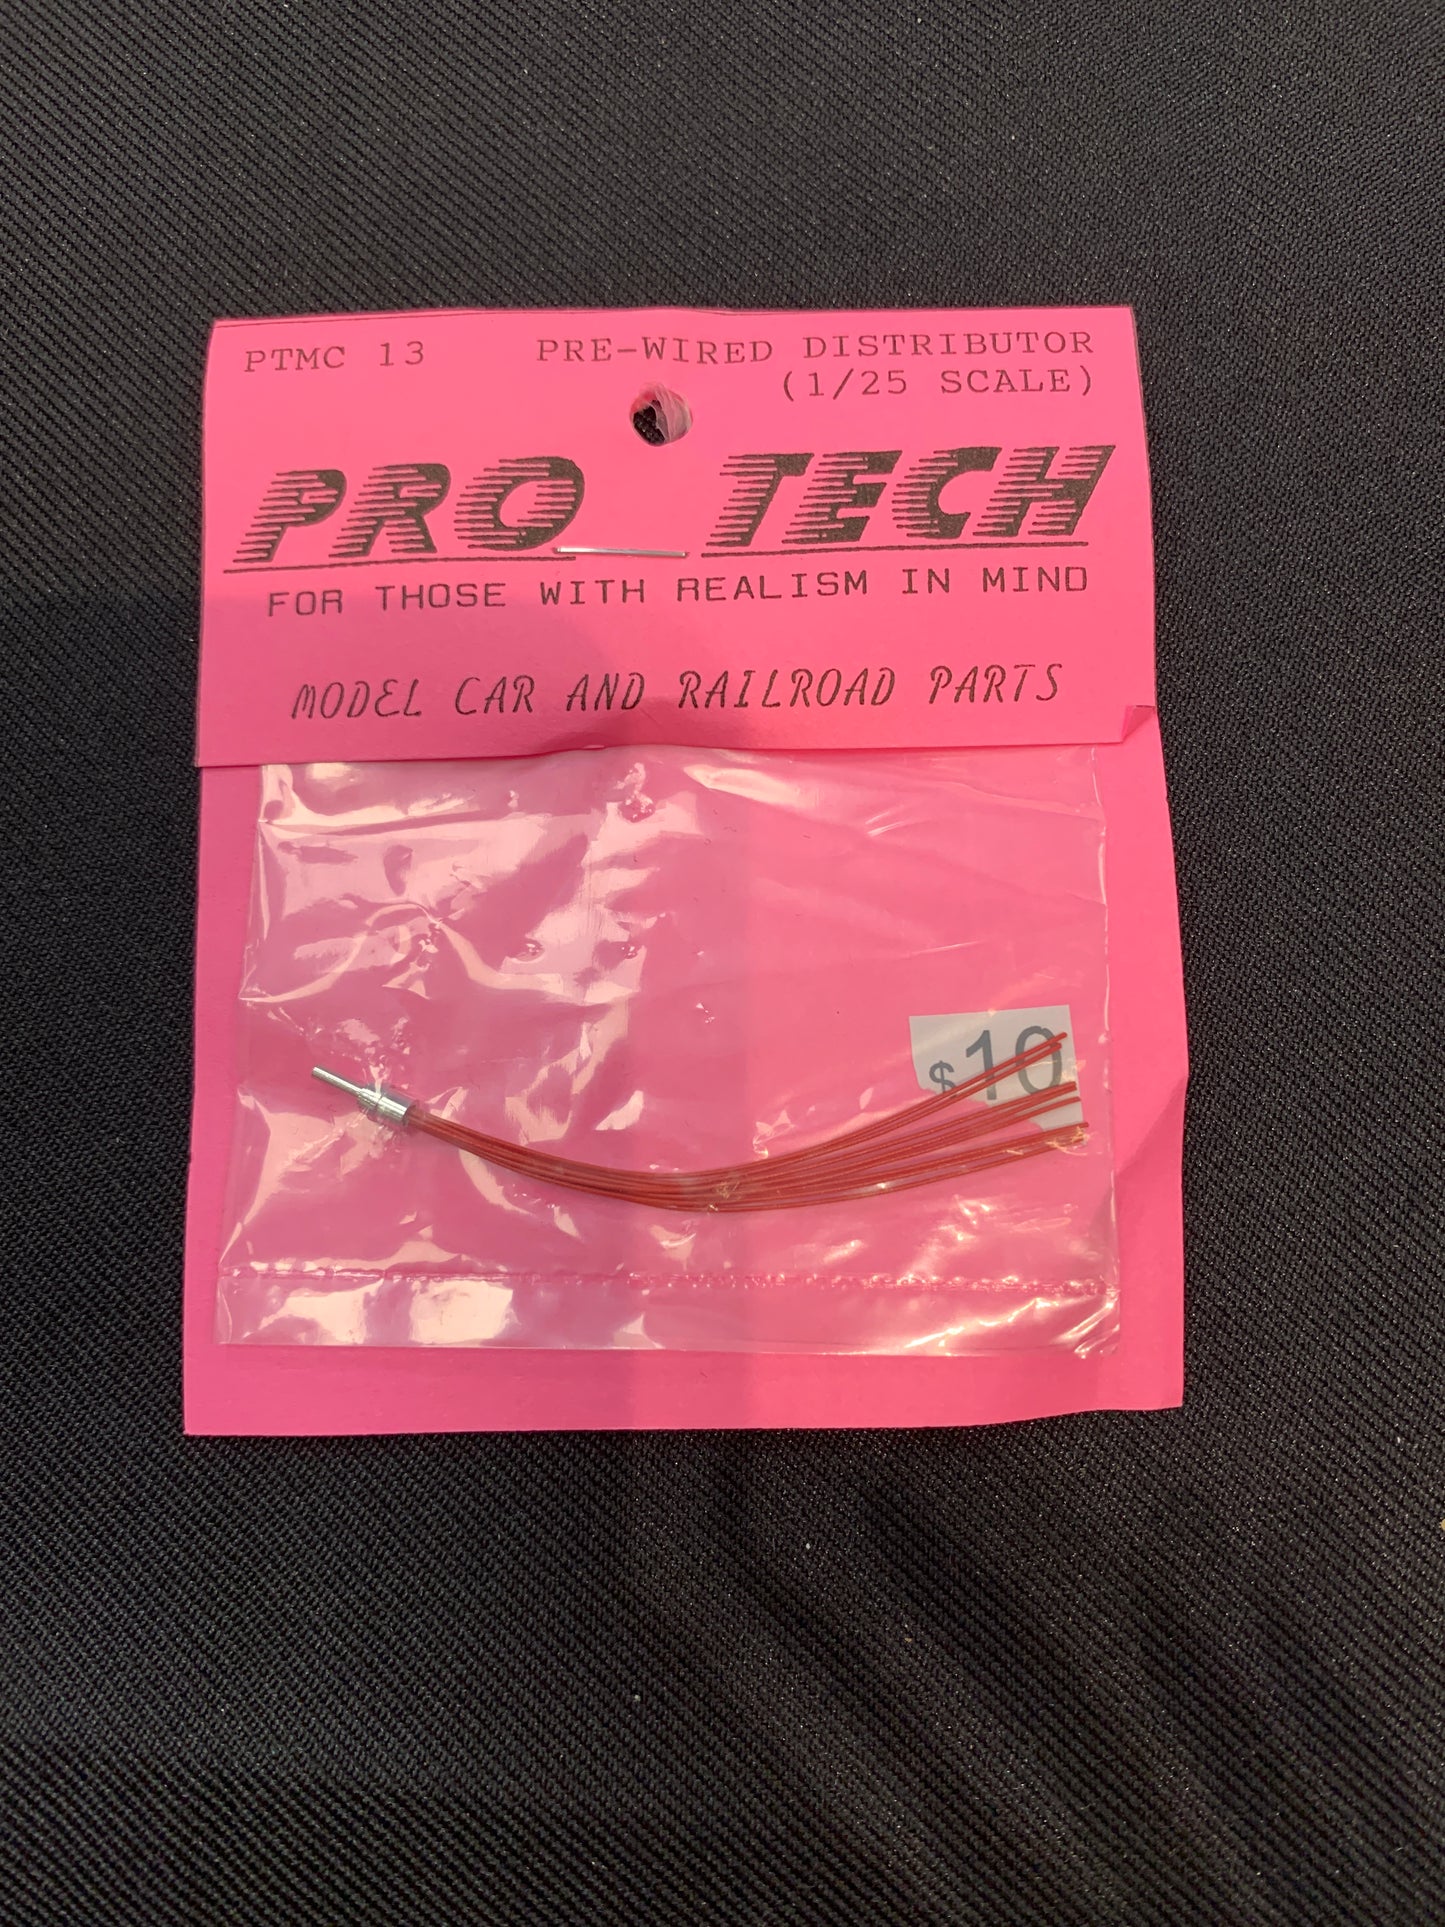 PTMC 13 PRE-WIRED DISTRIBUTOR
(1/25 SCALE)
PRO TECH
FOR THOSE WITH REALISM IN MIND
MODEL CAR AND RAILROAD PARTS
$10